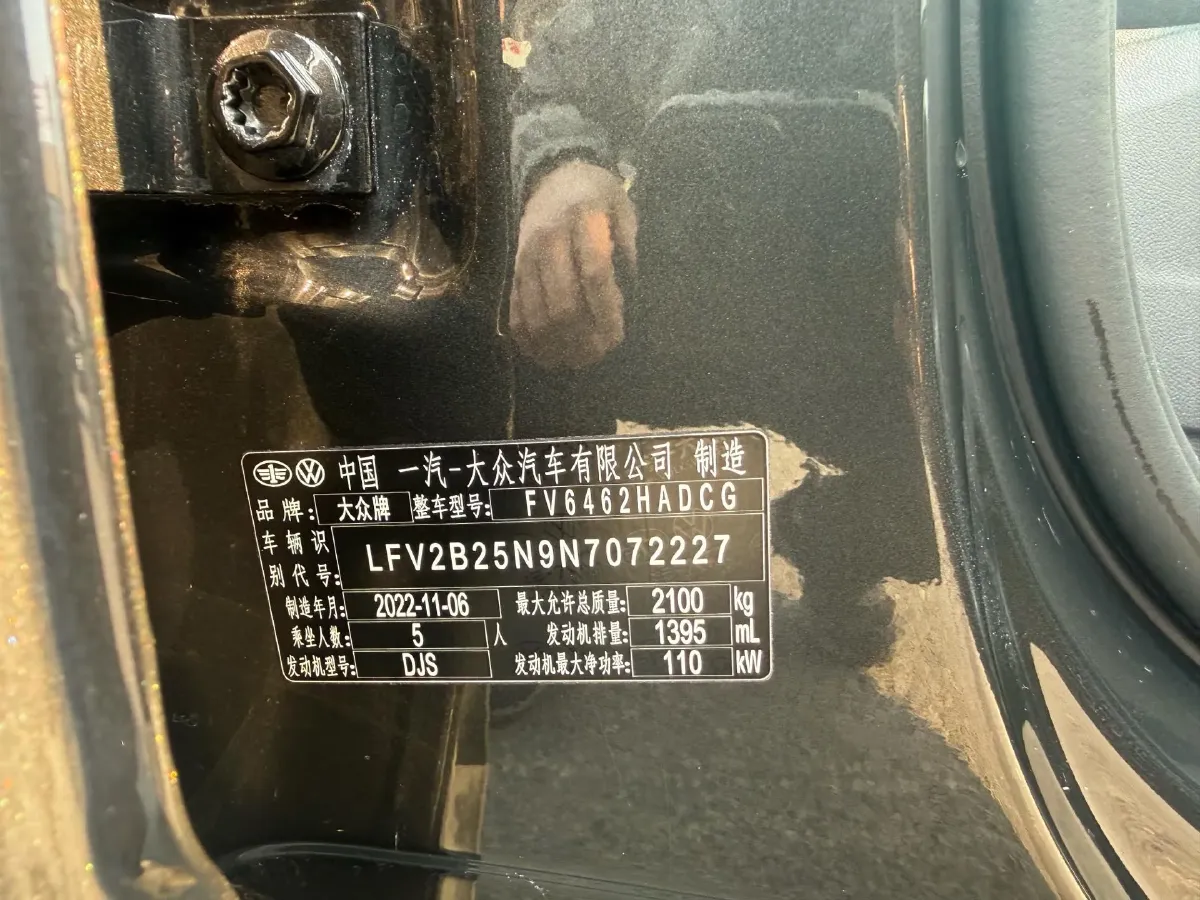 中国 一汽-大众汽车有限公司 制造
品牌: 大众牌 整车型号: FV6462HADCG
车辆识别代号: LFV2B25N9N7072227
制造年月: 2022-11-06 最大允许总质量: 2100 kg
乘坐人数: 5 人 发动机排量: 1395 mL
发动机型号: DJS 发动机最大净功率: 110 kW